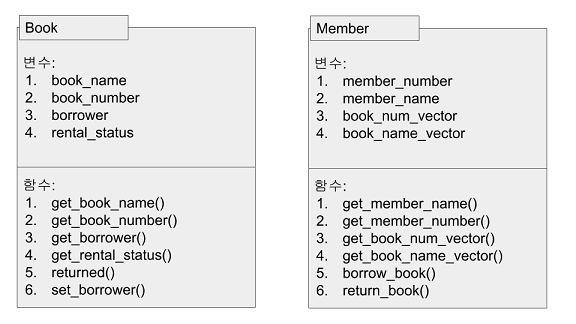 Book
변수:
1. book_name
2. book_number
3. borrower
4. rental_status
함수:
1. get_book_name()
2. get_book_number()
3. get_borrower()
4. get_rental_status()
5. returned()
6. set_borrower()
Member
변수:
1. member_number
2. member_name
3. book_num_vector
4. book_name_vector
함수:
1. get_member_name()
2. get_member_number()
3. get_book_num_vector()
4. get_book_name_vector()
5. borrow_book()
6. return_book()